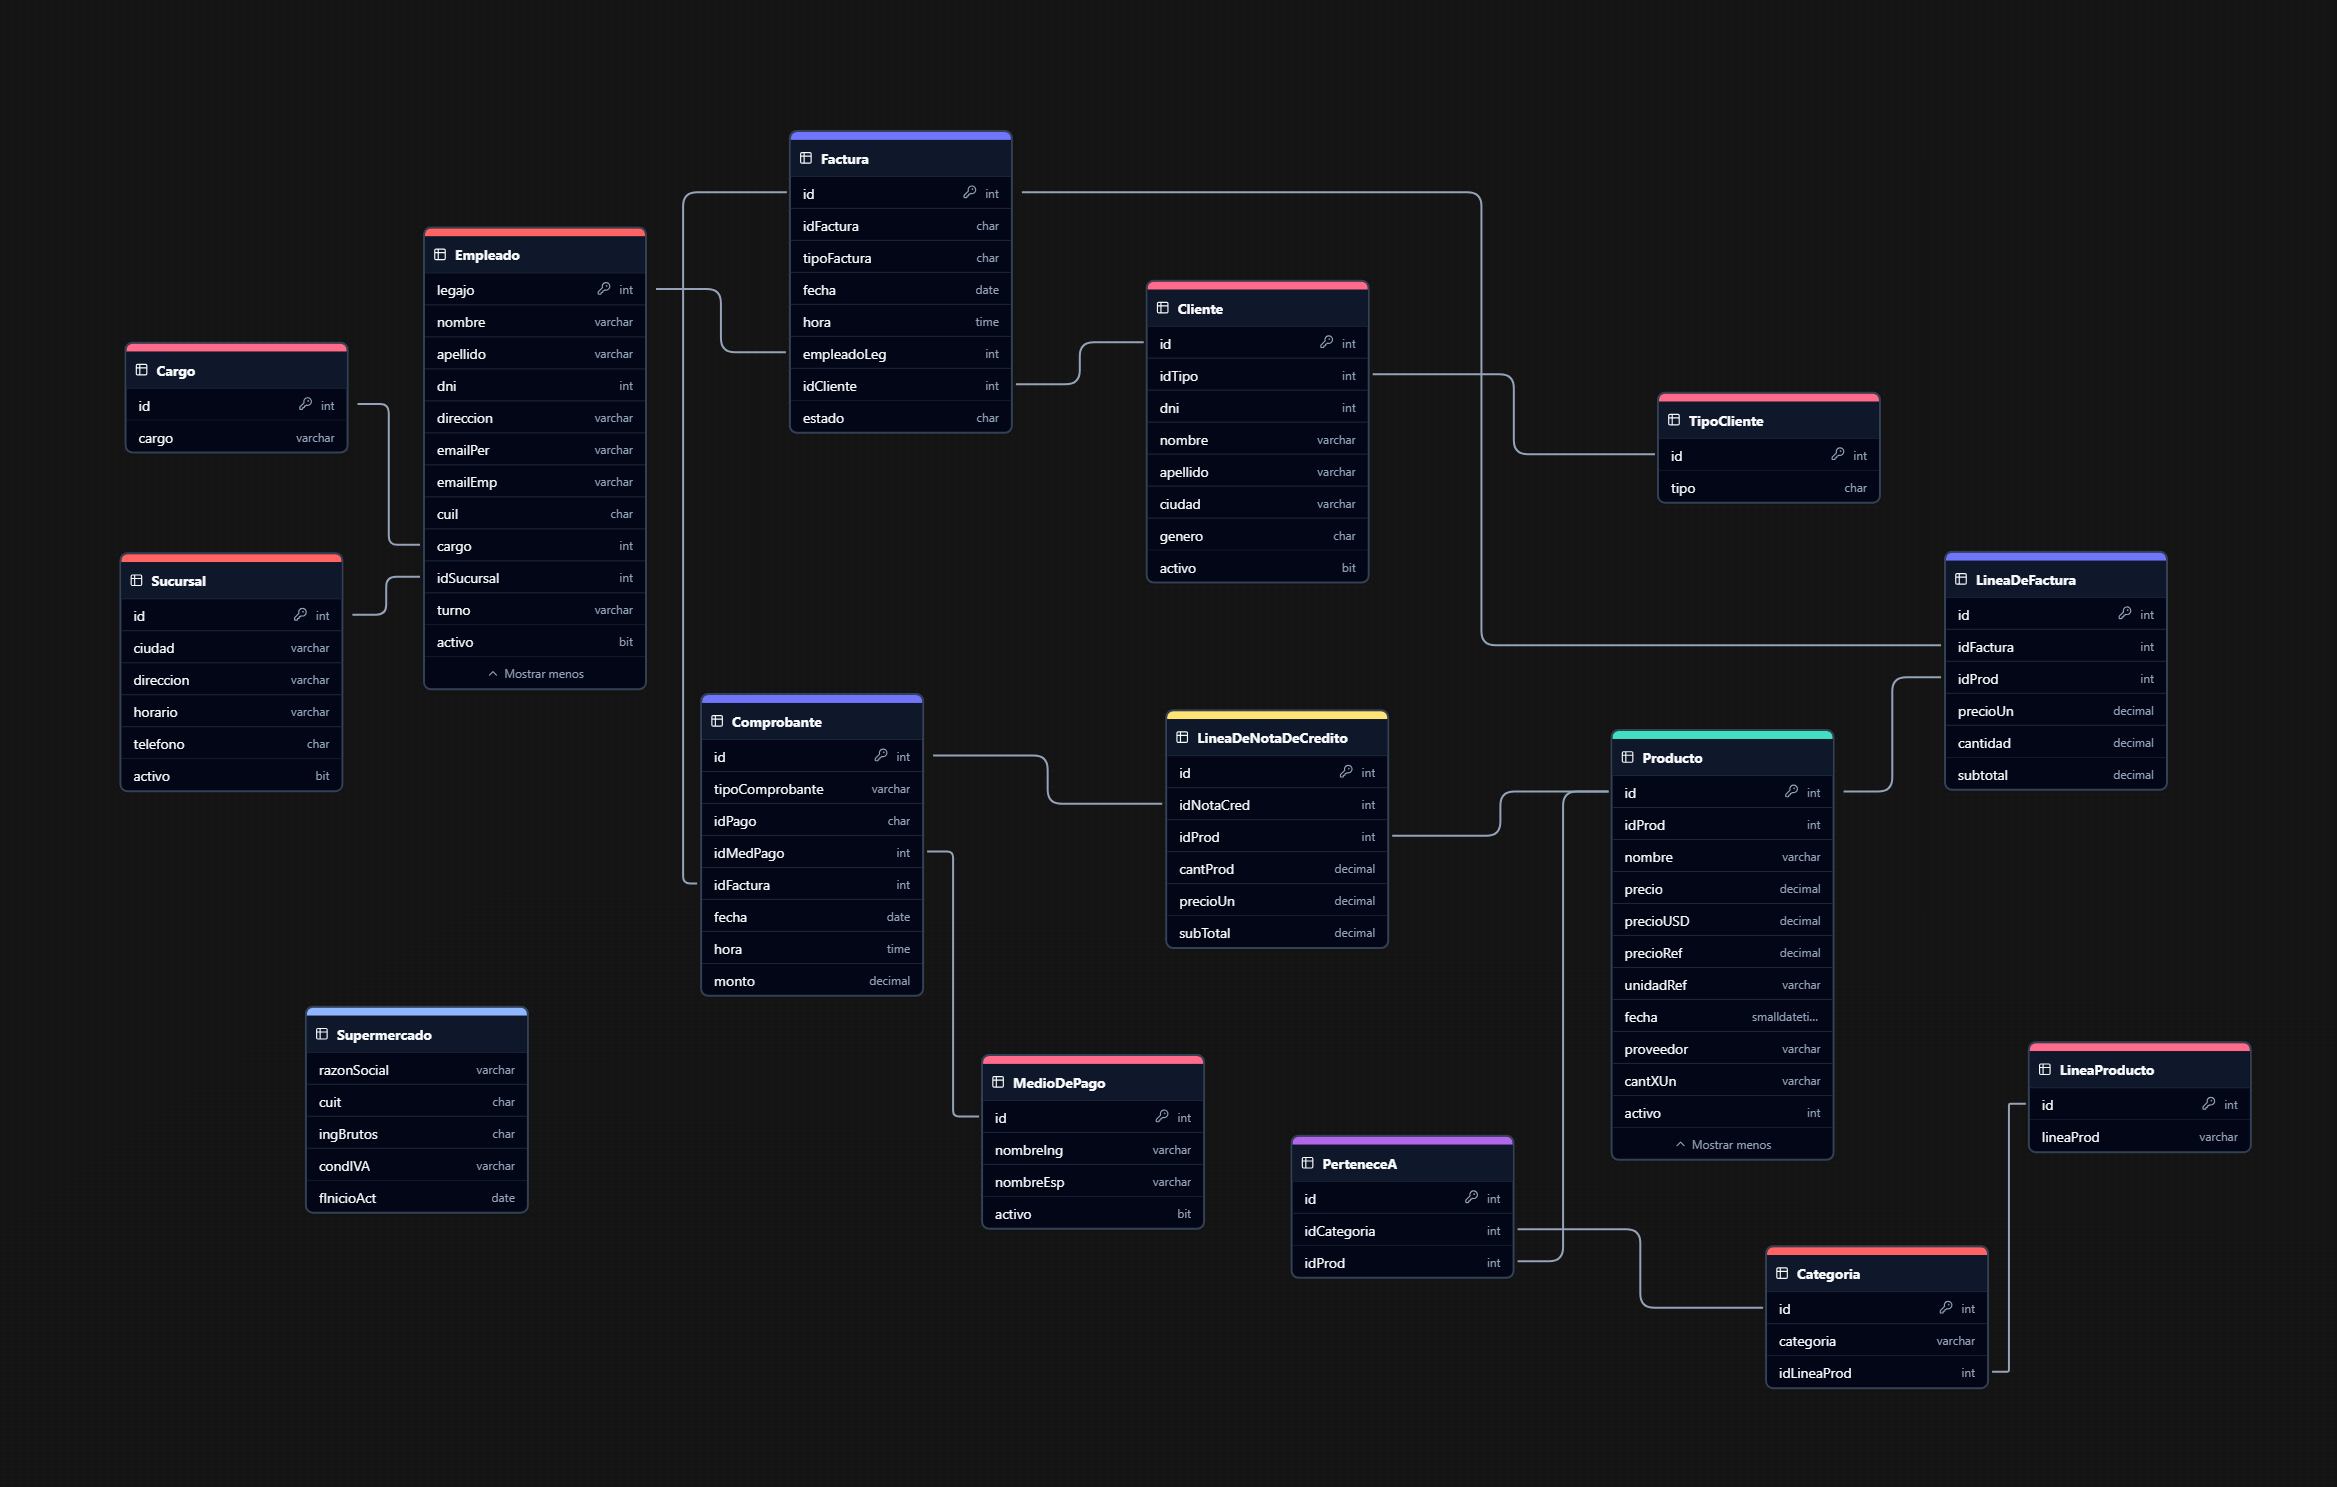 Factura
id int
idFactura char
tipoFactura char
fecha date
hora time
empleadoLeg int
idCliente int
estado char
Empleado
legajo int
nombre varchar
apellido varchar
dni int
direccion varchar
emailPer varchar
emailEmp varchar
cuil char
cargo int
idSucursal int
turno varchar
activo bit
Mostrar menos
Cliente
id int
idTipo int
dni int
nombre varchar
apellido varchar
ciudad varchar
genero char
activo bit
Cargo
id int
cargo varchar
TipoCliente
id int
tipo char
Sucursal
id int
ciudad varchar
direccion varchar
horario varchar
telefono char
activo bit
LineaDeFactura
id int
idFactura int
idProd int
precioUn decimal
cantidad decimal
subtotal decimal
Comprobante
id int
tipoComprobante varchar
idPago char
idMedPago int
idFactura int
fecha date
hora time
monto decimal
LineaDeNotaDeCredito
id int
idNotaCred int
idProd int
cantProd decimal
precioUn decimal
subTotal decimal
Producto
id int
idProd int
nombre varchar
precio decimal
precioUSD decimal
precioRef decimal
unidadRef varchar
fecha smalldateti...
proveedor varchar
cantXUn varchar
activo int
Mostrar menos
Supermercado
razonSocial varchar
cuit char
ingBrutos char
condIVA varchar
fInicioAct date
MedioDePago
id int
nombreIng varchar
nombreEsp varchar
activo bit
LineaProducto
id int
lineaProd varchar
PerteneceA
id int
idCategoria int
idProd int
Categoria
id int
categoria varchar
idLineaProd int